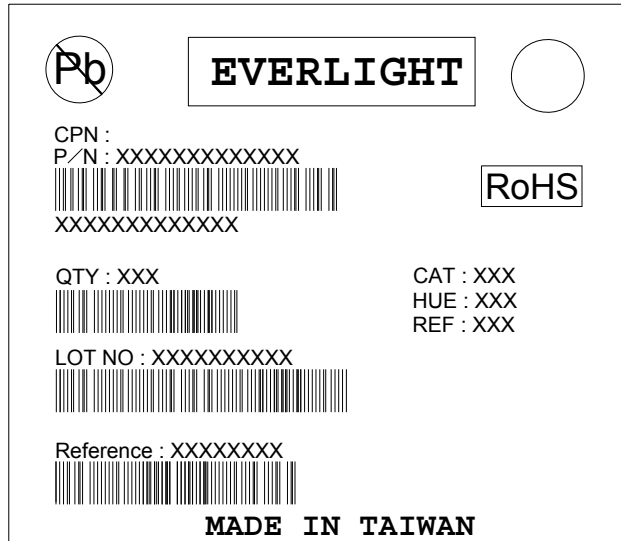 Pb
EVERLIGHT
CPN :
P/N : XXXXXXXXXXXXX
RoHS
XXXXXXXXXXXXX
QTY : XXX
CAT : XXX
HUE : XXX
REF : XXX
LOT NO : XXXXXXXXXX
Reference : XXXXXXXX
MADE IN TAIWAN